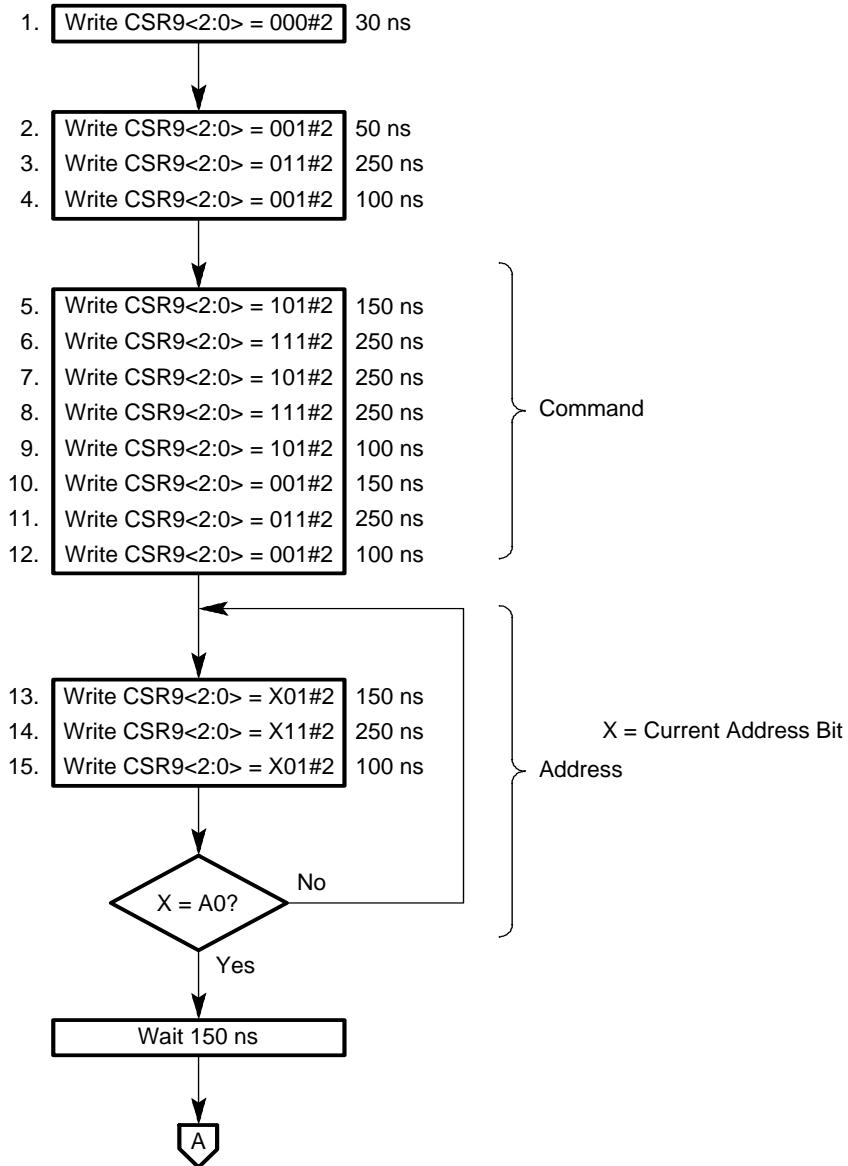 1. Write CSR9<2:0> = 000#2 30 ns
2. Write CSR9<2:0> = 001#2 50 ns
3. Write CSR9<2:0> = 011#2 250 ns
4. Write CSR9<2:0> = 001#2 100 ns
5. Write CSR9<2:0> = 101#2 150 ns
6. Write CSR9<2:0> = 111#2 250 ns
7. Write CSR9<2:0> = 101#2 250 ns
8. Write CSR9<2:0> = 111#2 250 ns
Command
9. Write CSR9<2:0> = 101#2 100 ns
10. Write CSR9<2:0> = 001#2 150 ns
11. Write CSR9<2:0> = 011#2 250 ns
12. Write CSR9<2:0> = 001#2 100 ns
13. Write CSR9<2:0> = X01#2 150 ns
14. Write CSR9<2:0> = X11#2 250 ns
X = Current Address Bit
15. Write CSR9<2:0> = X01#2 100 ns
Address
X = A0?
No
Yes
Wait 150 ns
A